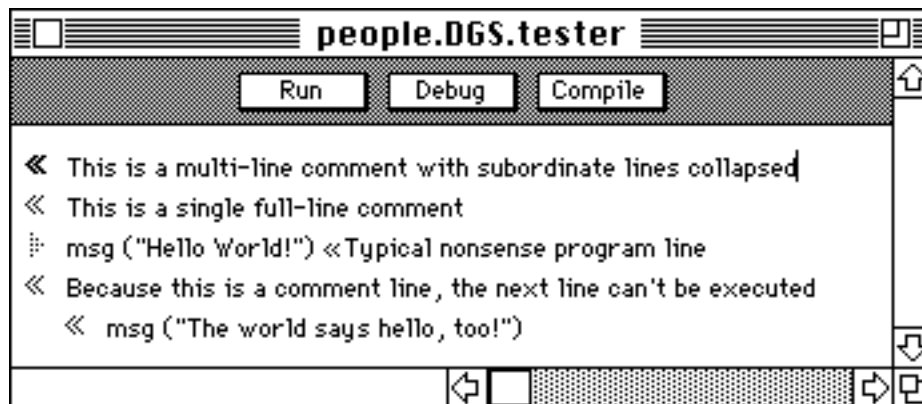 people.DGS.tester
Run Debug Compile
« This is a multi-line comment with subordinate lines collapsed
« This is a single full-line comment
msg ("Hello World!") «Typical nonsense program line
« Because this is a comment line, the next line can't be executed
« msg ("The world says hello, too!")